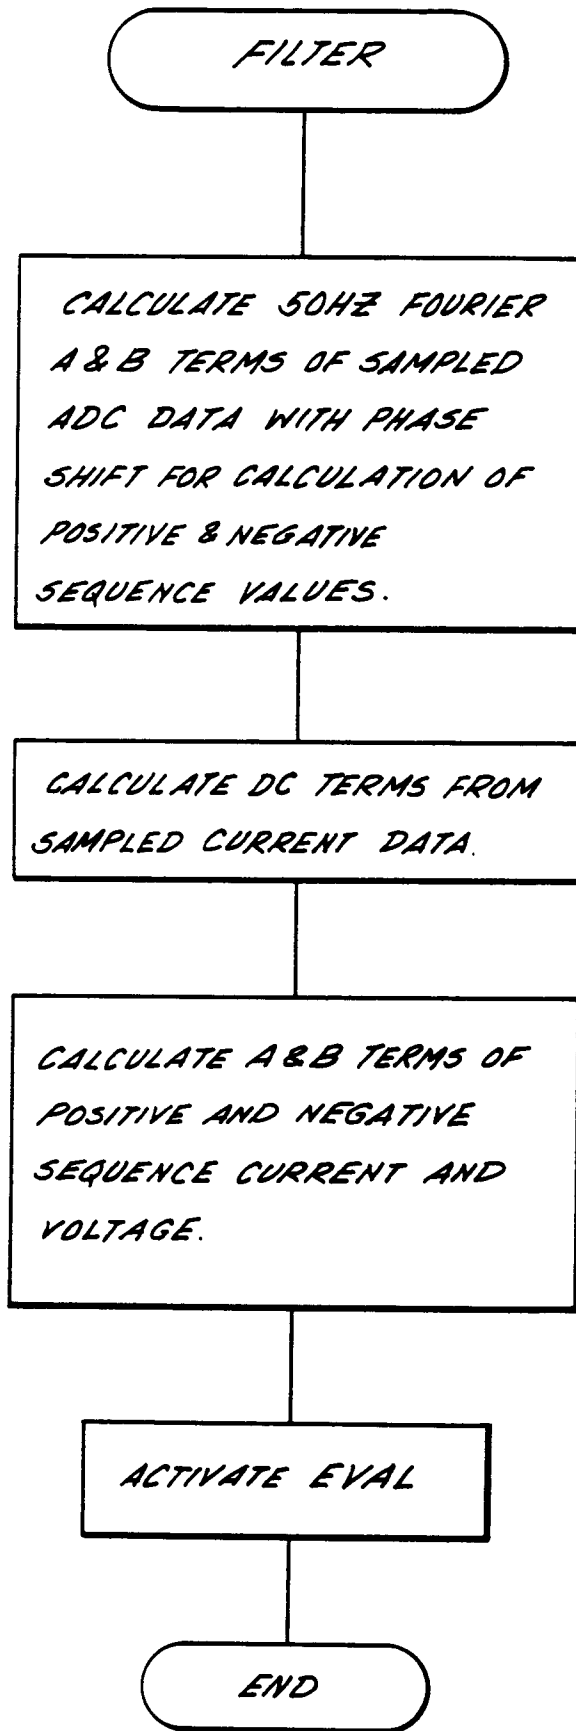 FILTER
CALCULATE 50HZ FOURIER
A & B TERMS OF SAMPLED
ADC DATA WITH PHASE
SHIFT FOR CALCULATION OF
POSITIVE & NEGATIVE
SEQUENCE VALUES.
CALCULATE DC TERMS FROM
SAMPLED CURRENT DATA.
CALCULATE A & B TERMS OF
POSITIVE AND NEGATIVE
SEQUENCE CURRENT AND
VOLTAGE.
ACTIVATE EVAL
END